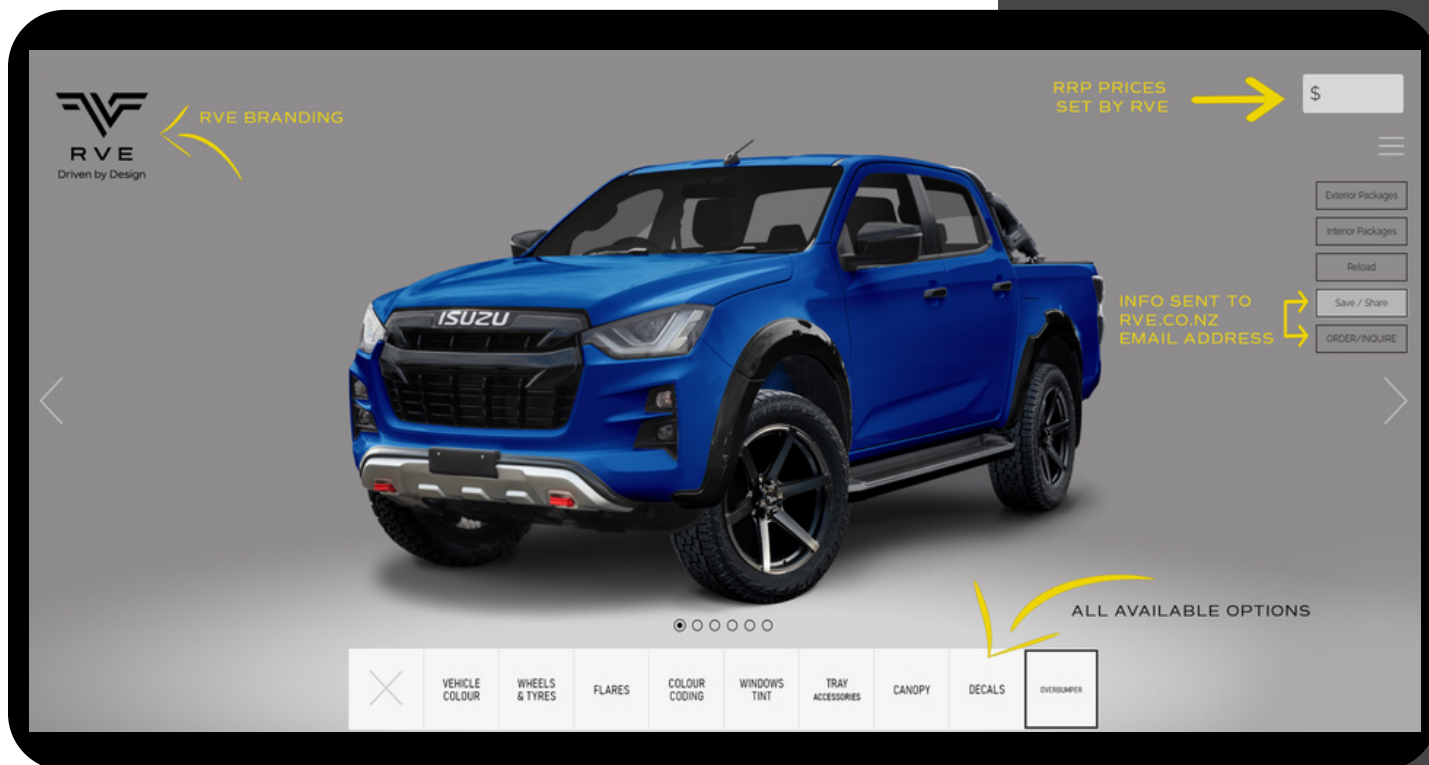 RVE
Driven by Design
RVE BRANDING
RRP PRICES
SET BY RVE
$
Exterior Packages
Interior Packages
Reload
Save / Share
ORDER/INQUIRE
INFO SENT TO
RVE.CO.NZ
EMAIL ADDRESS
ISUZU
ALL AVAILABLE OPTIONS
VEHICLE
COLOUR
WHEELS
& TYRES
FLARES
COLOUR
CODING
WINDOWS
TINT
TRAY
ACCESSORIES
CANOPY
DECALS
OVERBUMPER